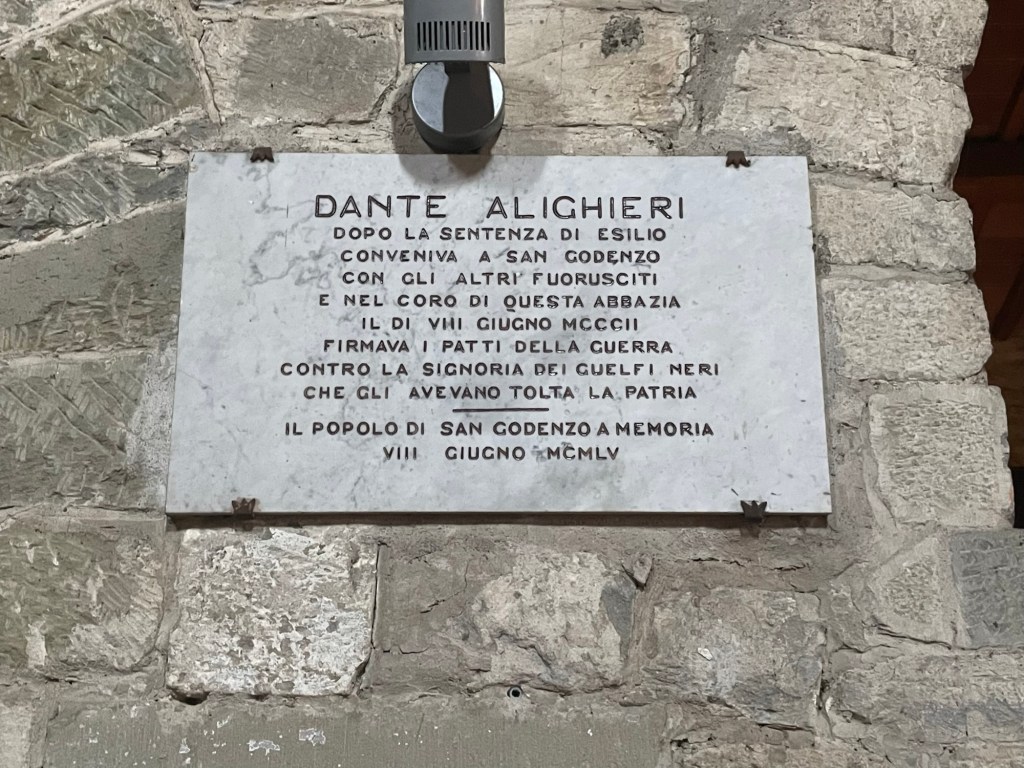 DANTE ALIGHIERI
DOPO LA SENTENZA DI ESILIO
CONVENIVA A SAN GODENZO
CON GLI ALTRI FUORUSCITI
E NEL CORO DI QUESTA ABBAZIA
IL DI VIII GIUGNO MCCCII
FIRMAVA I PATTI DELLA GUERRA
CONTRO LA SIGNORIA DEI GUELFI NERI
CHE GLI AVEVANO TOLTA LA PATRIA
IL POPOLO DI SAN GODENZO A MEMORIA
VIII GIUGNO MCMLV